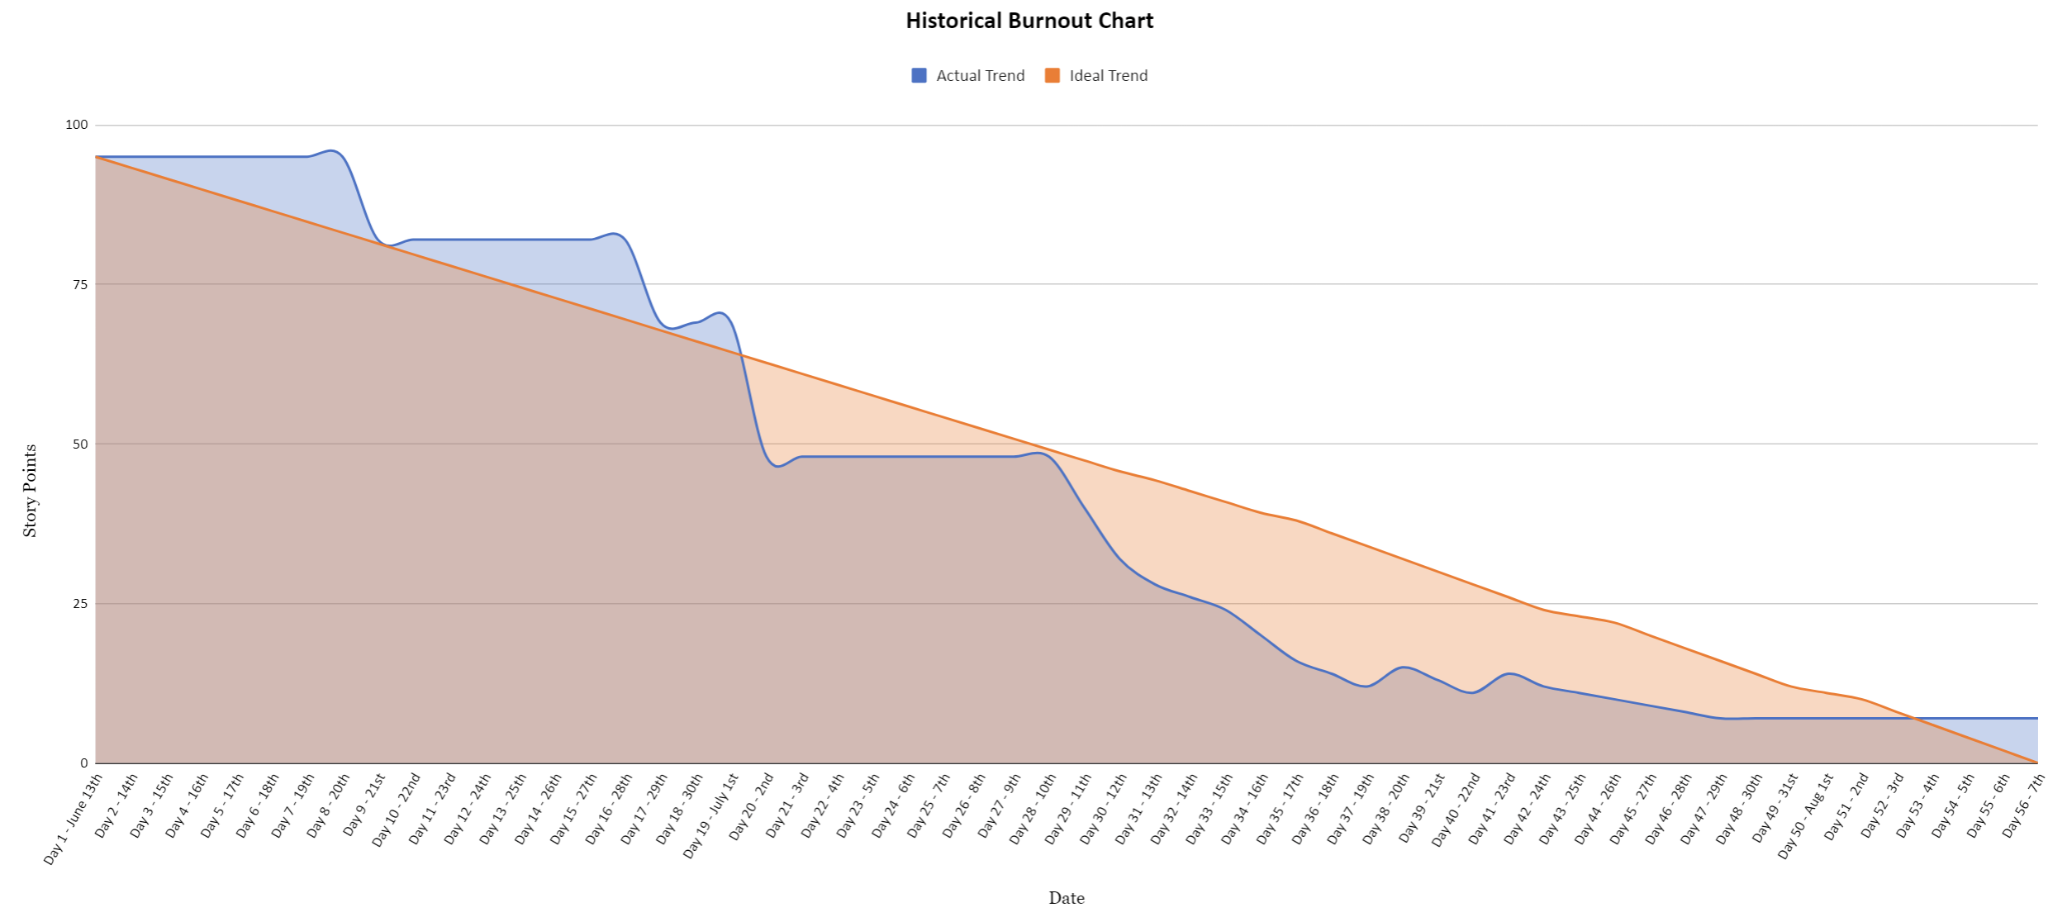 Historical Burnout Chart
Actual Trend Ideal Trend
100
75
50
25
0
Story Points
Day 1 - June 13th
Day 2 - 14th
Day 3 - 15th
Day 4 - 16th
Day 5 - 17th
Day 6 - 18th
Day 7 - 19th
Day 8 - 20th
Day 9 - 21st
Day 10 - 22nd
Day 11 - 23rd
Day 12 - 24th
Day 13 - 25th
Day 14 - 26th
Day 15 - 27th
Day 16 - 28th
Day 17 - 29th
Day 18 - 30th
Day 19 - July 1st
Day 20 - 2nd
Day 21 - 3rd
Day 22 - 4th
Day 23 - 5th
Day 24 - 6th
Day 25 - 7th
Day 26 - 8th
Day 27 - 9th
Day 28 - 10th
Day 29 - 11th
Day 30 - 12th
Day 31 - 13th
Day 32 - 14th
Day 33 - 15th
Day 34 - 16th
Day 35 - 17th
Day 36 - 18th
Day 37 - 19th
Day 38 - 20th
Day 39 - 21st
Day 40 - 22nd
Day 41 - 23rd
Day 42 - 24th
Day 43 - 25th
Day 44 - 26th
Day 45 - 27th
Day 46 - 28th
Day 47 - 29th
Day 48 - 30th
Day 49 - 31st
Day 50 - Aug 1st
Day 51 - 2nd
Day 52 - 3rd
Day 53 - 4th
Day 54 - 5th
Day 55 - 6th
Day 56 - 7th
Date